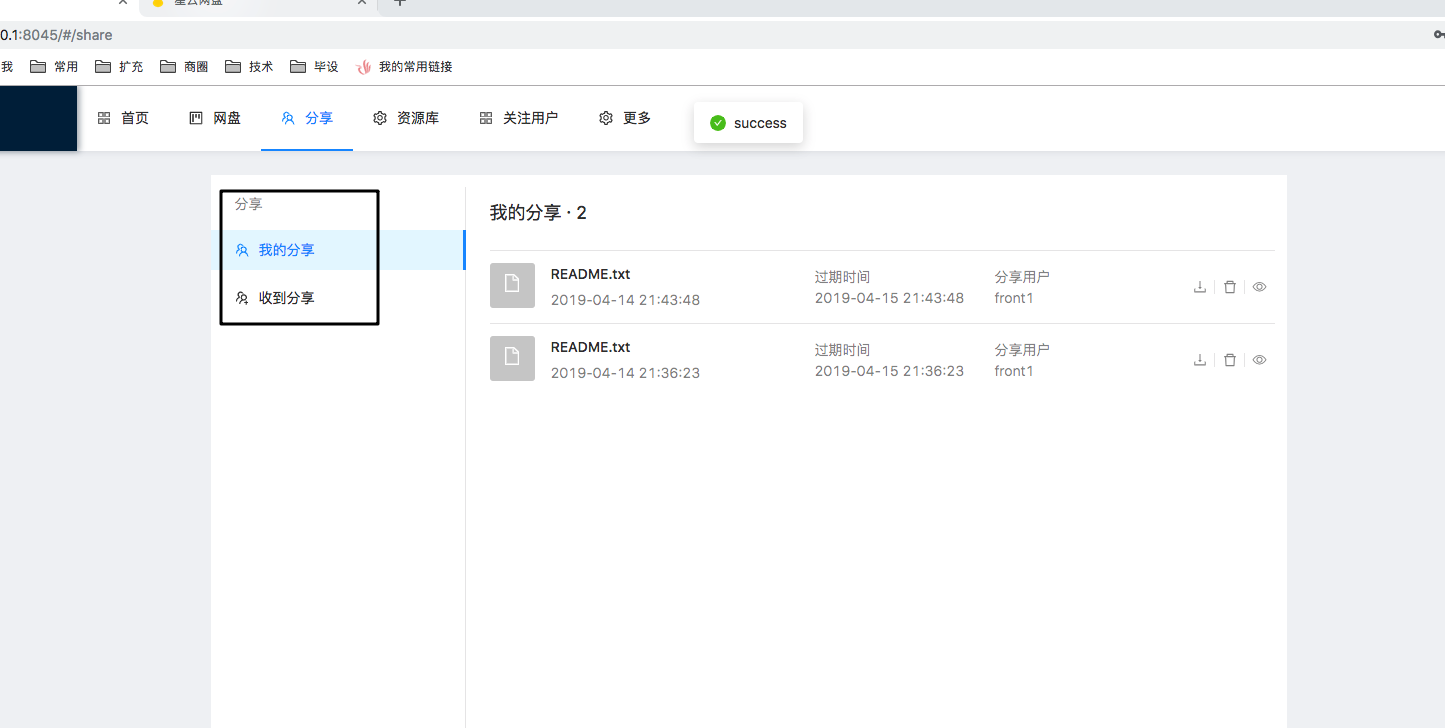 星云网盘
0.1:8045/#/share
我 常用 扩充 商圈 技术 毕设 我的常用链接
首页 网盘 分享 资源库 关注用户 更多
success
分享
我的分享
收到分享
我的分享 · 2
README.txt
2019-04-14 21:43:48
过期时间
2019-04-15 21:43:48
分享用户
front1
README.txt
2019-04-14 21:36:23
过期时间
2019-04-15 21:36:23
分享用户
front1